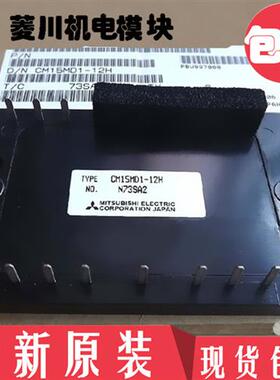 菱川机电模块
P/N
D/N CM15MD1-12H
T/C
73SA
TYPE CM15MD1-12H
NO. N73SA2
MITSUBISHI ELECTRIC
CORPORATION JAPAN
新原装
现货